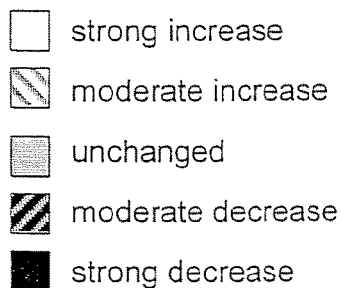 strong increase
moderate increase
unchanged
moderate decrease
strong decrease